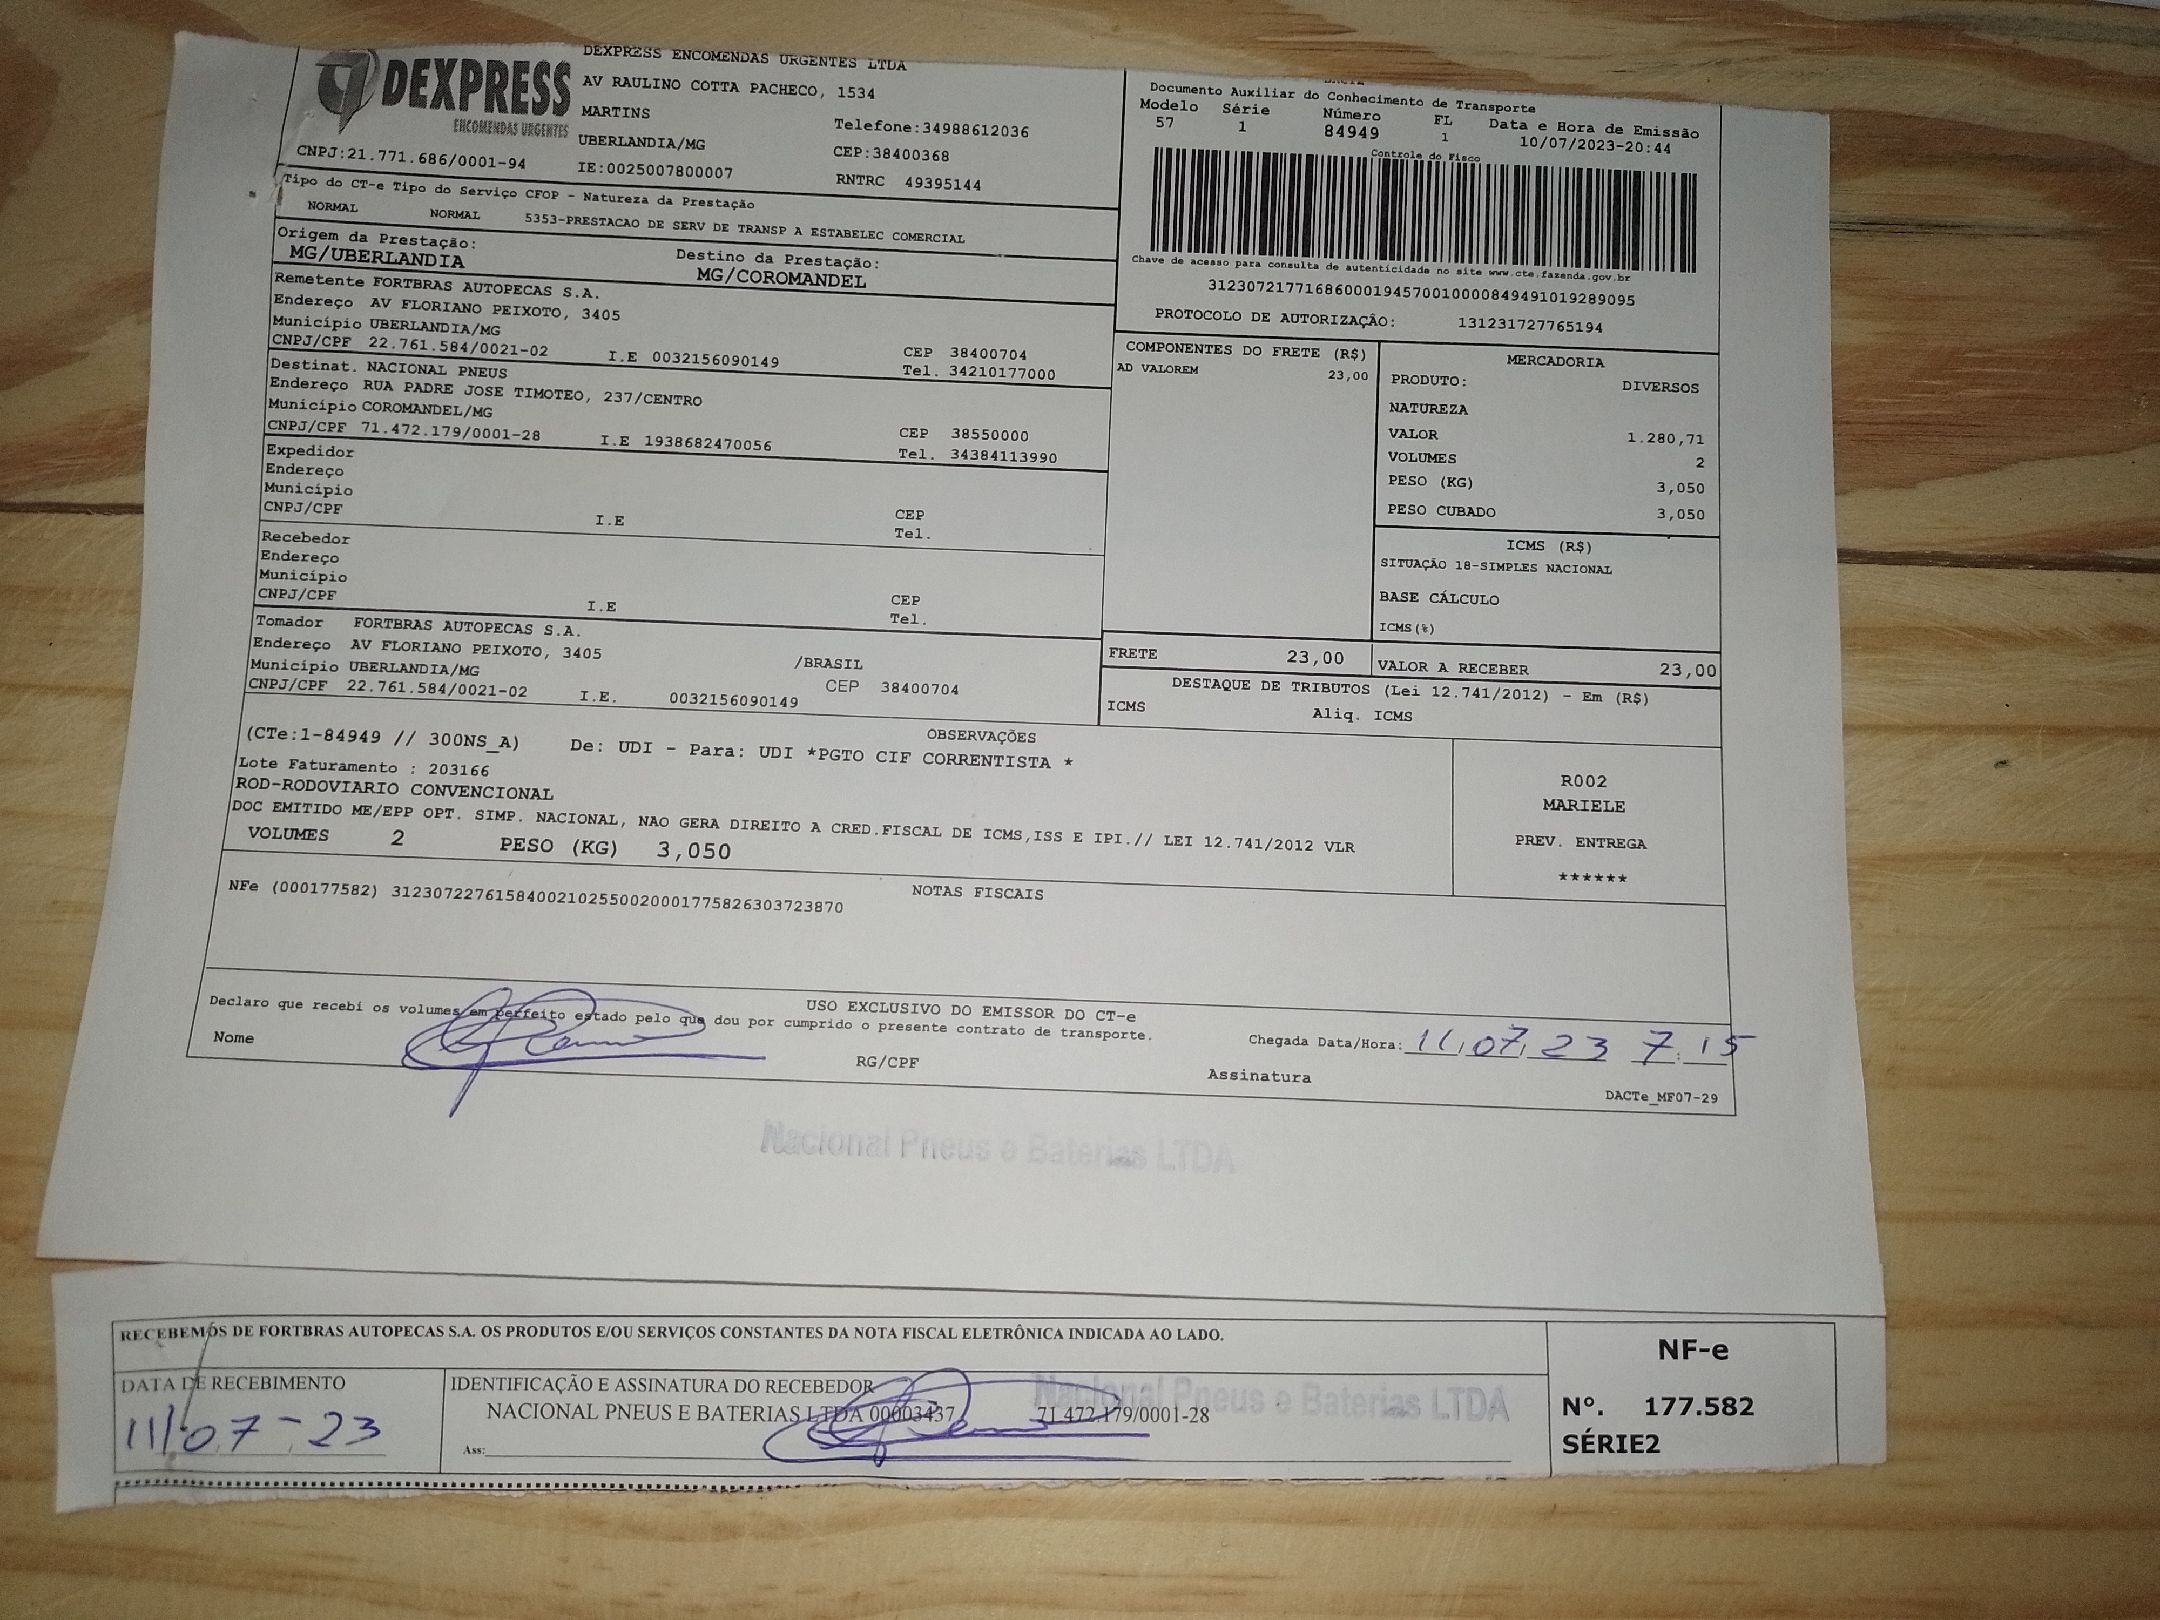 DEXPRESS
ENCOMENDAS URGENTES
DEXPRESS ENCOMENDAS URGENTES LTDA
AV RAULINO COTTA PACHECO, 1534
MARTINS
UBERLANDIA/MG
Telefone:34988612036
CEP:38400368
CNPJ:21.771.686/0001-94 IE:0025007800007 RNTRC 49395144
Documento Auxiliar do Conhecimento de Transporte
Modelo Série Número FL Data e Hora de Emissão
57 1 84949 1 10/07/2023-20:44
Controle do Fisco
Chave de acesso para consulta de autenticidade no site www.cte.fazenda.gov.br
31230721771686000194570010000849491019289095
PROTOCOLO DE AUTORIZAÇÃO: 131231727765194
Tipo do CT-e Tipo do Serviço CFOP - Natureza da Prestação
NORMAL NORMAL 5353-PRESTACAO DE SERV DE TRANSP A ESTABELEC COMERCIAL
Origem da Prestação: Destino da Prestação:
MG/UBERLANDIA MG/COROMANDEL
Remetente FORTBRAS AUTOPECAS S.A.
Endereço AV FLORIANO PEIXOTO, 3405
Município UBERLANDIA/MG CEP 38400704
CNPJ/CPF 22.761.584/0021-02 I.E 0032156090149 Tel. 34210177000
Destinat. NACIONAL PNEUS
Endereço RUA PADRE JOSE TIMOTEO, 237/CENTRO
Município COROMANDEL/MG CEP 38550000
CNPJ/CPF 71.472.179/0001-28 I.E 1938682470056 Tel. 34384113990
Expedidor
Endereço
Município CEP
CNPJ/CPF I.E Tel.
Recebedor
Endereço
Município CEP
CNPJ/CPF I.E Tel.
Tomador FORTBRAS AUTOPECAS S.A.
Endereço AV FLORIANO PEIXOTO, 3405 /BRASIL
Município UBERLANDIA/MG CEP 38400704
CNPJ/CPF 22.761.584/0021-02 I.E. 0032156090149
COMPONENTES DO FRETE (R$)
AD VALOREM 23,00
MERCADORIA
PRODUTO: DIVERSOS
NATUREZA
VALOR 1.280,71
VOLUMES 2
PESO (KG) 3,050
PESO CUBADO 3,050
ICMS (R$)
SITUAÇÃO 18-SIMPLES NACIONAL
BASE CÁLCULO
ICMS(%)
FRETE 23,00 VALOR A RECEBER 23,00
DESTAQUE DE TRIBUTOS (Lei 12.741/2012) - Em (R$)
ICMS Aliq. ICMS
OBSERVAÇÕES
(CTe:1-84949 // 300NS_A) De: UDI - Para: UDI *PGTO CIF CORRENTISTA *
Lote Faturamento : 203166
ROD-RODOVIARIO CONVENCIONAL
DOC EMITIDO ME/EPP OPT. SIMP. NACIONAL, NAO GERA DIREITO A CRED.FISCAL DE ICMS,ISS E IPI.// LEI 12.741/2012 VLR
VOLUMES 2 PESO (KG) 3,050
R002
MARIELE
PREV. ENTREGA
******
NOTAS FISCAIS
NFe (000177582) 31230722761584002102550020001775826303723870
USO EXCLUSIVO DO EMISSOR DO CT-e
Declaro que recebi os volumes em perfeito estado pelo que dou por cumprido o presente contrato de transporte.
Chegada Data/Hora: 11/07/23 7:15
Nome RG/CPF Assinatura
DACTe_MF07-29
Nacional Pneus e Baterias LTDA
RECEBEMOS DE FORTBRAS AUTOPECAS S.A. OS PRODUTOS E/OU SERVIÇOS CONSTANTES DA NOTA FISCAL ELETRÔNICA INDICADA AO LADO.
DATA DE RECEBIMENTO
11/07-23
IDENTIFICAÇÃO E ASSINATURA DO RECEBEDOR
NACIONAL PNEUS E BATERIAS LTDA 00003437 71.472.179/0001-28
Nacional Pneus e Baterias LTDA
Ass:
NF-e
Nº. 177.582
SÉRIE2